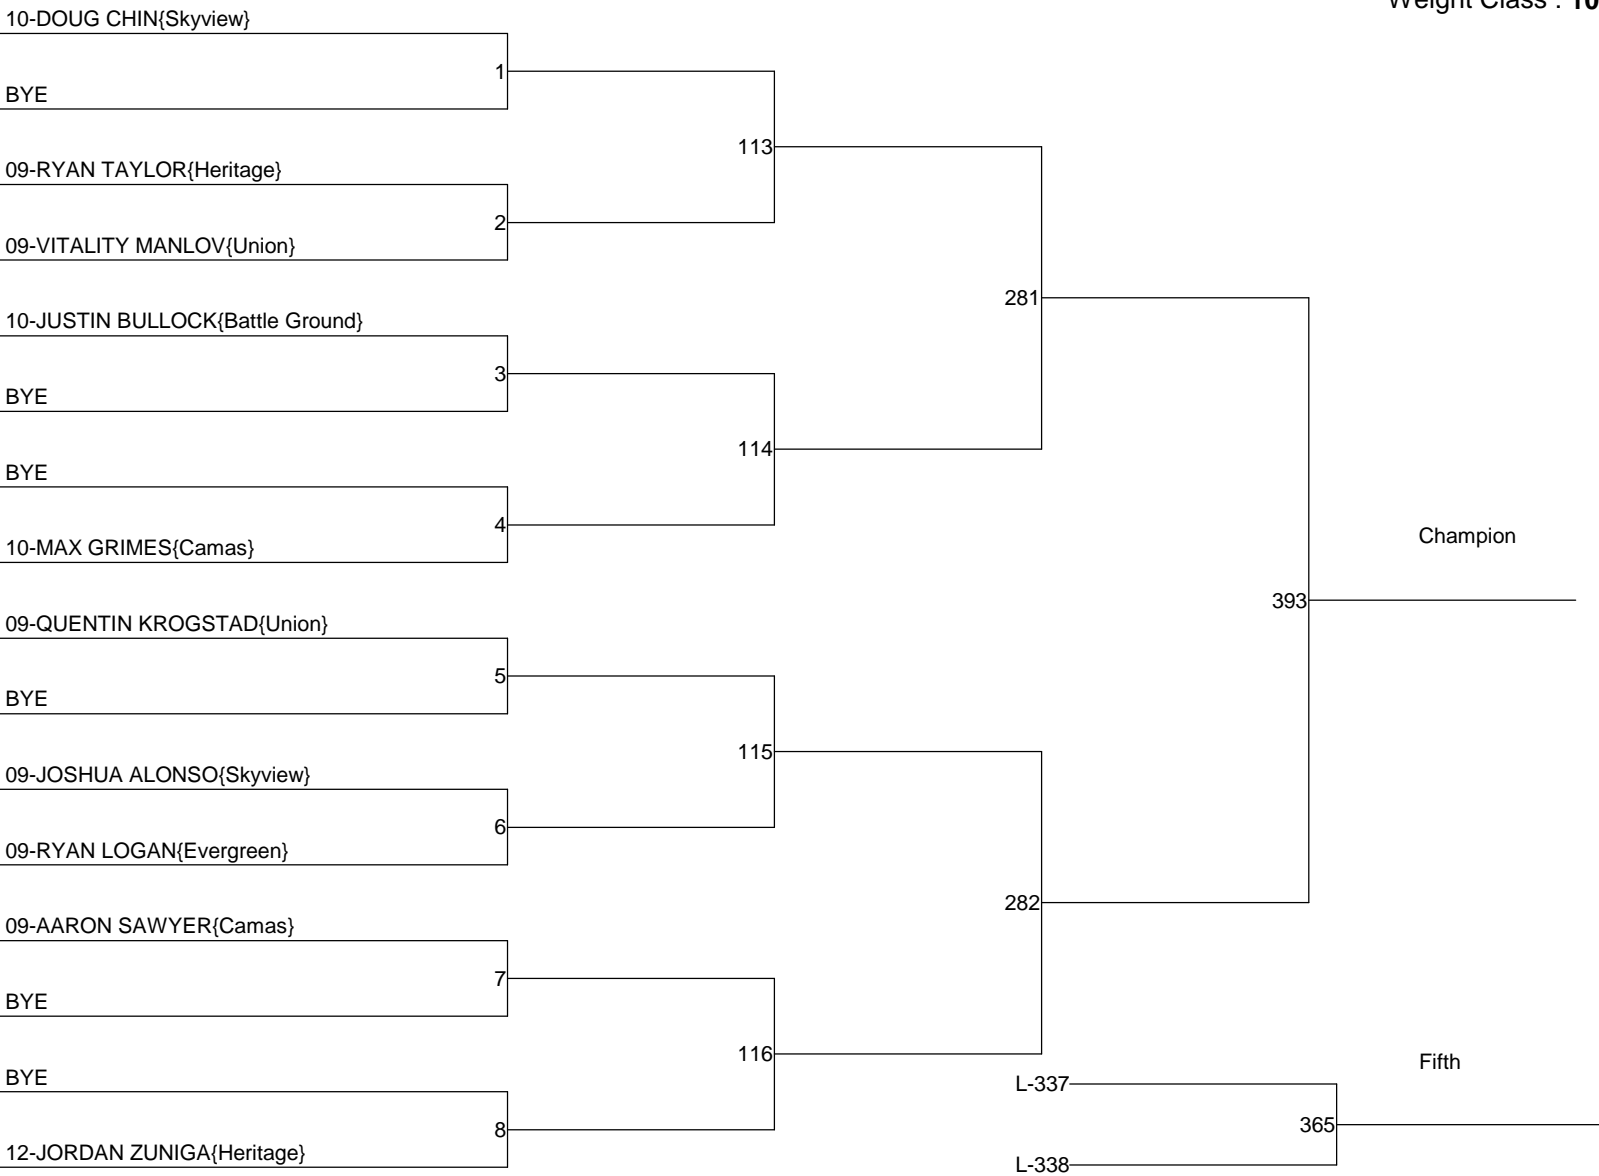 Weight Class : 10
10-DOUG CHIN{Skyview}
1
BYE
113
09-RYAN TAYLOR{Heritage}
2
09-VITALITY MANLOV{Union}
281
10-JUSTIN BULLOCK{Battle Ground}
3
BYE
114
BYE
4
10-MAX GRIMES{Camas}
Champion
393
09-QUENTIN KROGSTAD{Union}
5
BYE
115
09-JOSHUA ALONSO{Skyview}
6
09-RYAN LOGAN{Evergreen}
282
09-AARON SAWYER{Camas}
7
BYE
116
Fifth
BYE
L-337
365
8
12-JORDAN ZUNIGA{Heritage}
L-338